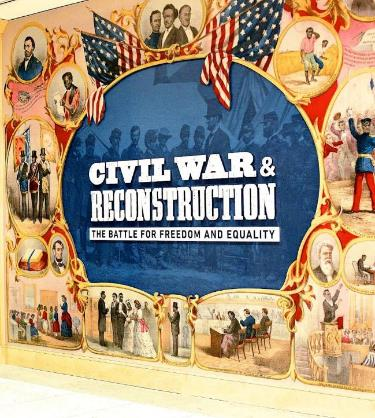 CIVIL WAR &
RECONSTRUCTION
THE BATTLE FOR FREEDOM AND EQUALITY